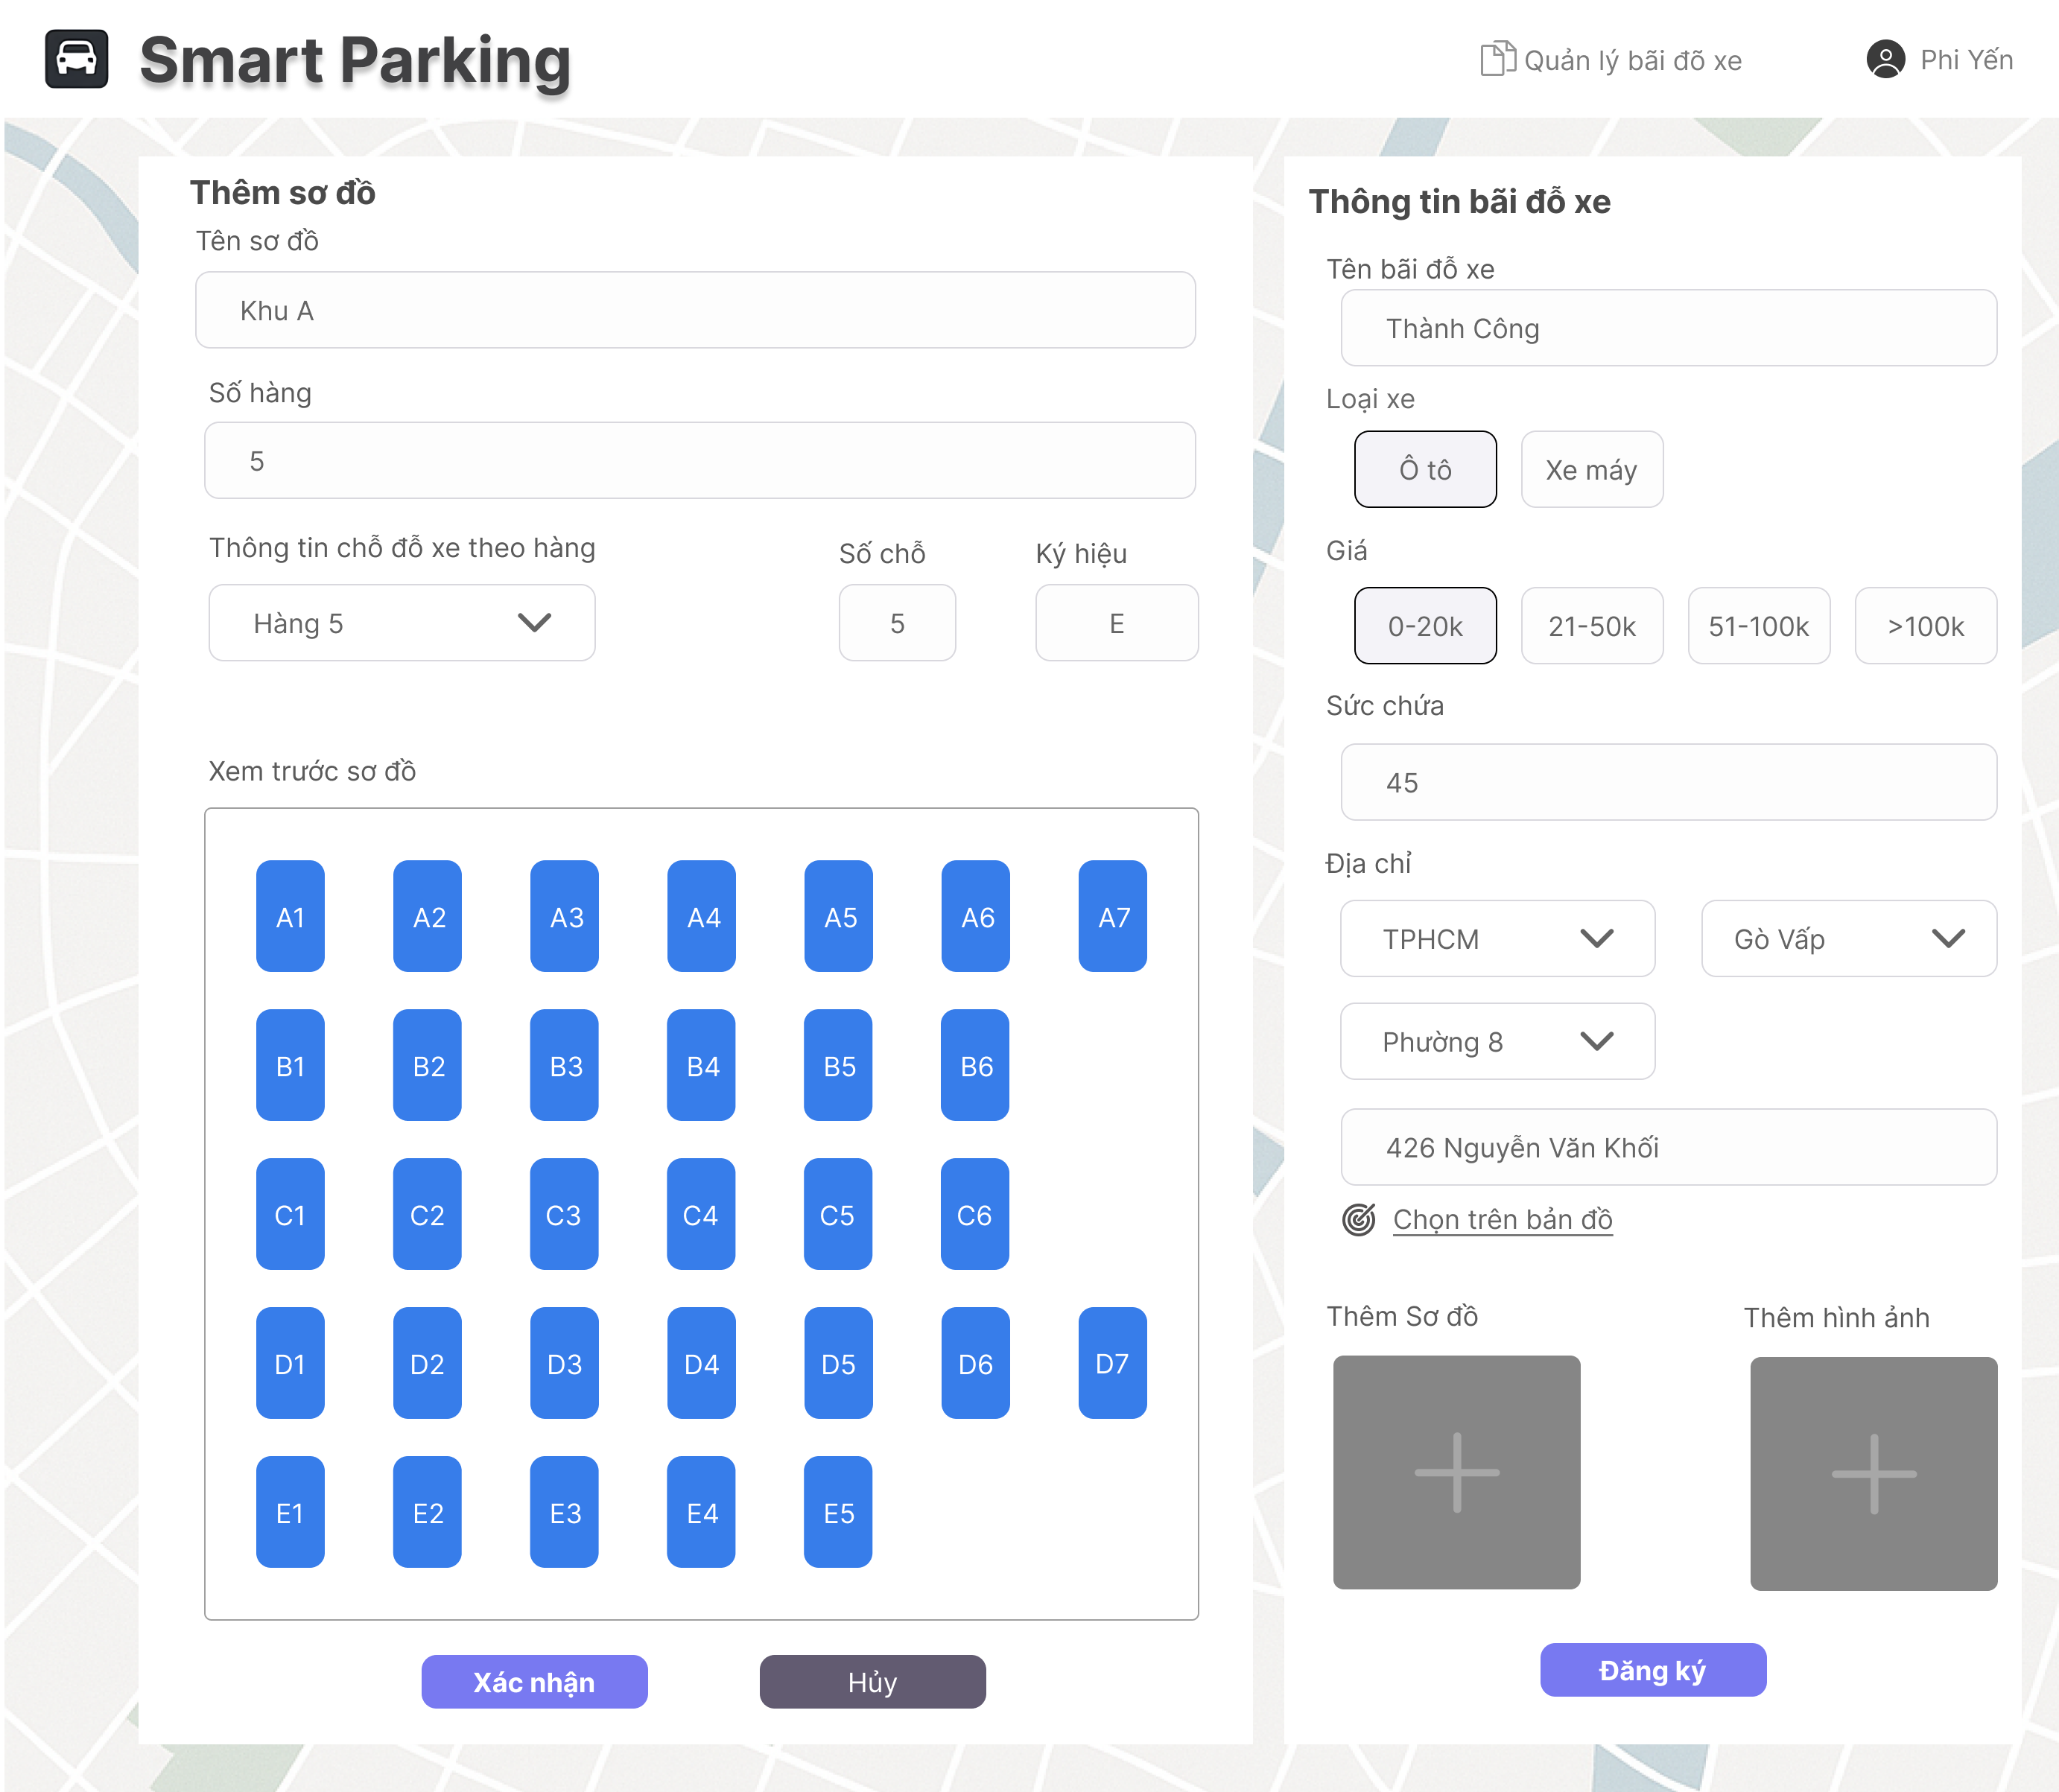 Smart Parking
Quản lý bãi đõ xe
Phi Yến
Thêm sơ đồ
Tên sơ đồ
Khu A
Số hàng
5
Thông tin chỗ đỗ xe theo hàng
Số chỗ
Ký hiệu
Hàng 5
5
E
Xem trước sơ đồ
A1 A2 A3 A4 A5 A6 A7
B1 B2 B3 B4 B5 B6
C1 C2 C3 C4 C5 C6
D1 D2 D3 D4 D5 D6 D7
E1 E2 E3 E4 E5
Xác nhận
Hủy
Thông tin bãi đỗ xe
Tên bãi đỗ xe
Thành Công
Loại xe
Ô tô
Xe máy
Giá
0-20k
21-50k
51-100k
>100k
Sức chứa
45
Địa chỉ
TPHCM
Gò Vấp
Phường 8
426 Nguyễn Văn Khối
Chọn trên bản đồ
Thêm Sơ đồ
Thêm hình ảnh
Đăng ký